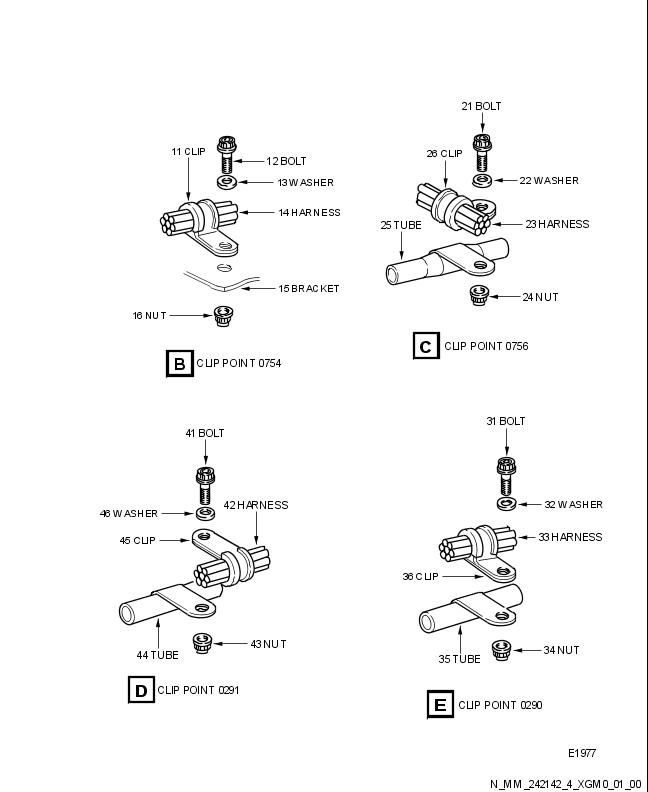 11 CLIP
12 BOLT
13 WASHER
14 HARNESS
15 BRACKET
16 NUT
B CLIP POINT 0754
21 BOLT
26 CLIP
22 WASHER
25 TUBE
23 HARNESS
24 NUT
C CLIP POINT 0756
41 BOLT
46 WASHER
42 HARNESS
45 CLIP
43 NUT
44 TUBE
D CLIP POINT 0291
31 BOLT
32 WASHER
33 HARNESS
36 CLIP
34 NUT
35 TUBE
E CLIP POINT 0290
E1977
N_MM_242142_4_XGM0_01_00